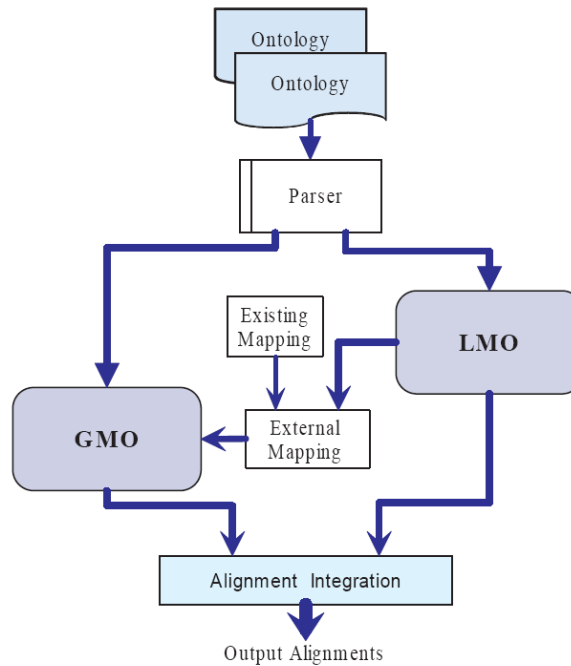 Ontology
Ontology
Parser
Existing
Mapping
LMO
GMO
External
Mapping
Alignment Integration
Output Alignments